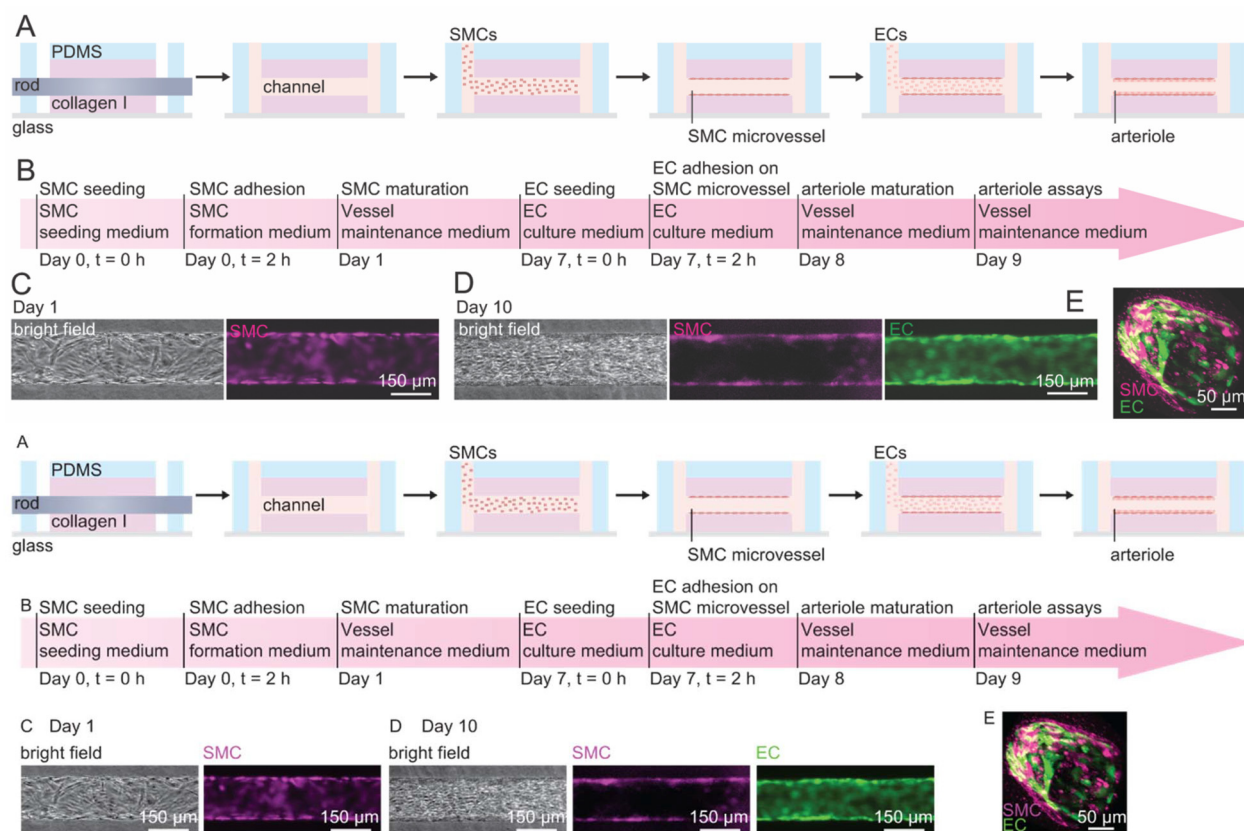 A
PDMS
rod
collagen I
glass
channel
SMCs
SMC microvessel
ECs
arteriole
B
SMC seeding
SMC adhesion
SMC maturation
EC seeding
EC adhesion on
SMC microvessel
arteriole maturation
arteriole assays
SMC
seeding medium
SMC
formation medium
Vessel
maintenance medium
EC
culture medium
EC
culture medium
Vessel
maintenance medium
Vessel
maintenance medium
Day 0, t = 0 h
Day 0, t = 2 h
Day 1
Day 7, t = 0 h
Day 7, t = 2 h
Day 8
Day 9
C
Day 1
bright field
SMC
150 µm
D
Day 10
bright field
SMC
EC
150 µm
E
SMC
EC
50 µm
A
PDMS
rod
collagen I
glass
channel
SMCs
SMC microvessel
ECs
arteriole
B
SMC seeding
SMC adhesion
SMC maturation
EC seeding
EC adhesion on
SMC microvessel
arteriole maturation
arteriole assays
SMC
seeding medium
SMC
formation medium
Vessel
maintenance medium
EC
culture medium
EC
culture medium
Vessel
maintenance medium
Vessel
maintenance medium
Day 0, t = 0 h
Day 0, t = 2 h
Day 1
Day 7, t = 0 h
Day 7, t = 2 h
Day 8
Day 9
C Day 1
bright field
SMC
150 µm
150 µm
D Day 10
bright field
SMC
EC
150 µm
150 µm
150 µm
E
SMC
EC
50 µm